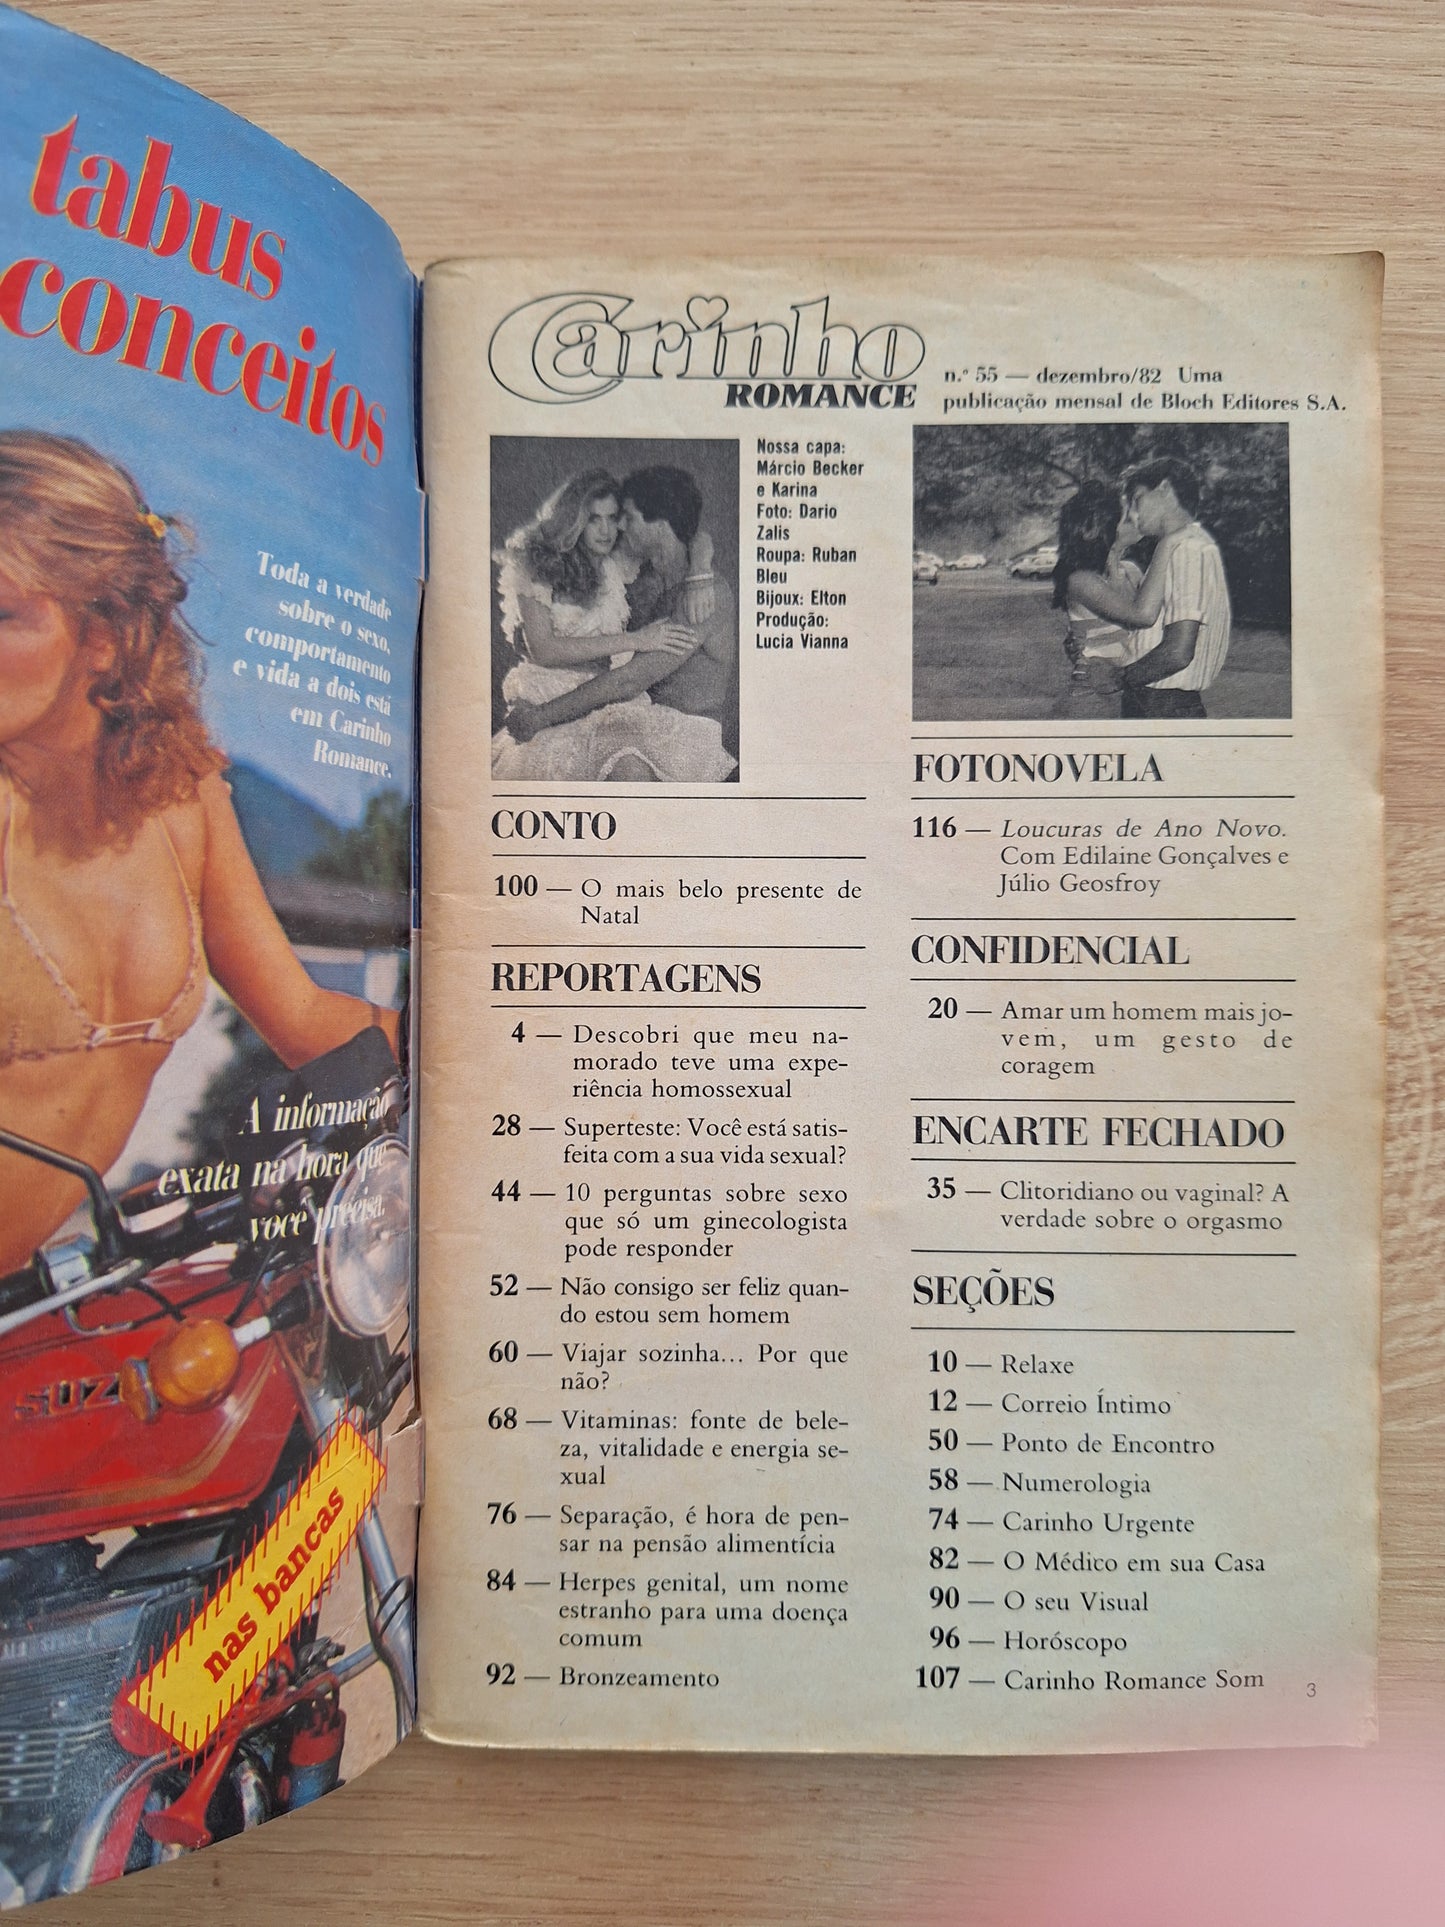 tabus
conceitos
Toda a verdade
sobre o sexo,
comportamento
e vida a dois está
em Carinho
Romance.
A informação
exata na hora que
você precisa.
SUZ
nas bancas
Carinho
ROMANCE
n.º 55 — dezembro/82 Uma
publicação mensal de Bloch Editores S.A.
Nossa capa:
Márcio Becker
e Karina
Foto: Dario
Zalis
Roupa: Ruban
Bleu
Bijoux: Elton
Produção:
Lucia Vianna
CONTO
100 — O mais belo presente de
Natal
REPORTAGENS
4 — Descobri que meu na-
morado teve uma expe-
riência homossexual
28 — Superteste: Você está satis-
feita com a sua vida sexual?
44 — 10 perguntas sobre sexo
que só um ginecologista
pode responder
52 — Não consigo ser feliz quan-
do estou sem homem
60 — Viajar sozinha... Por que
não?
68 — Vitaminas: fonte de bele-
za, vitalidade e energia se-
xual
76 — Separação, é hora de pen-
sar na pensão alimentícia
84 — Herpes genital, um nome
estranho para uma doença
comum
92 — Bronzeamento
FOTONOVELA
116 — Loucuras de Ano Novo.
Com Edilaine Gonçalves e
Júlio Geosfroy
CONFIDENCIAL
20 — Amar um homem mais jo-
vem, um gesto de
coragem
ENCARTE FECHADO
35 — Clitoridiano ou vaginal? A
verdade sobre o orgasmo
SEÇÕES
10 — Relaxe
12 — Correio Íntimo
50 — Ponto de Encontro
58 — Numerologia
74 — Carinho Urgente
82 — O Médico em sua Casa
90 — O seu Visual
96 — Horóscopo
107 — Carinho Romance Som
3